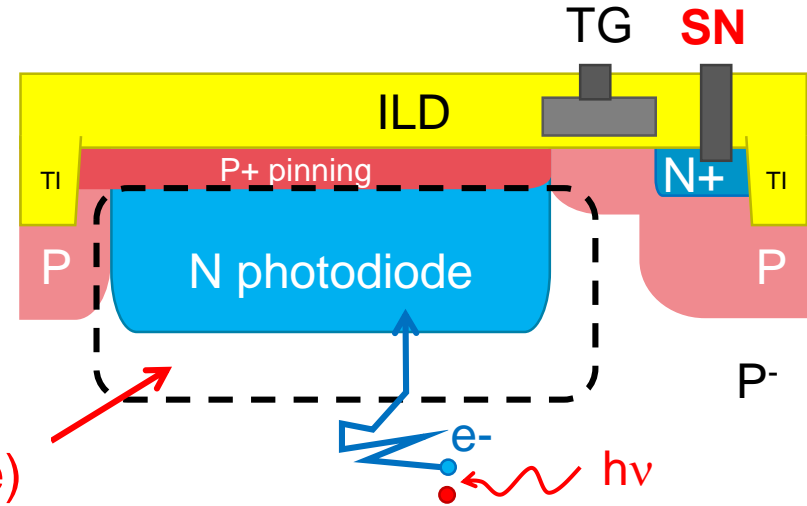 TG SN
ILD
TI P+ pinning N+ TI
P N photodiode P
P-
e-
hν
e)